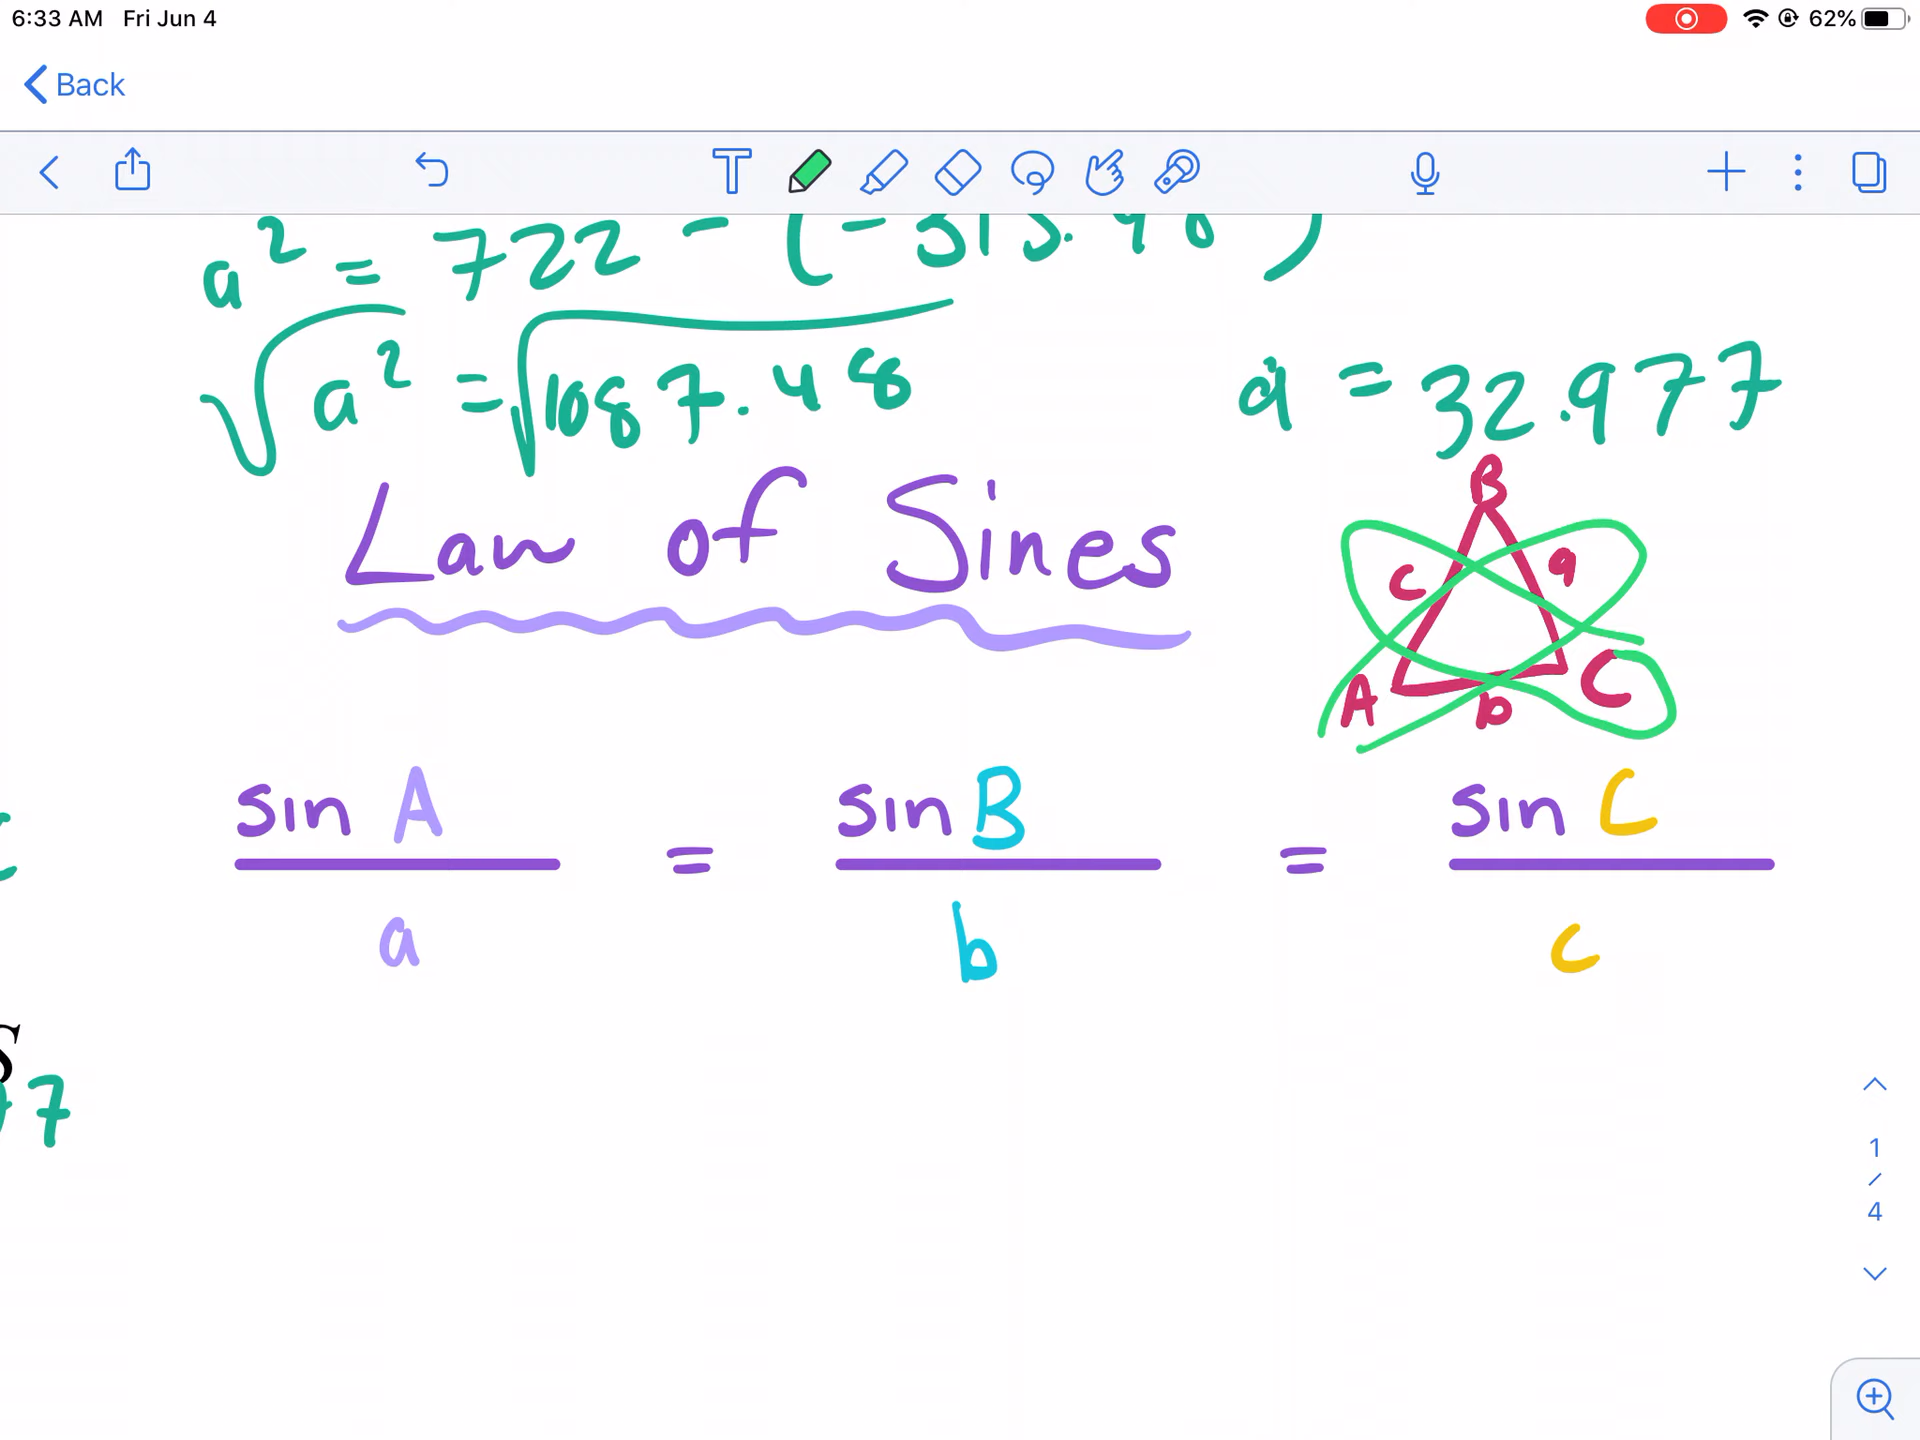 6:33 AM Fri Jun 4 62%
Back
a² = 722 - (-
√a² = √1087.48
a = 32.977
Law of Sines
B
c a
A b C
sin A / a = sin B / b = sin C / c
7
1
/
4